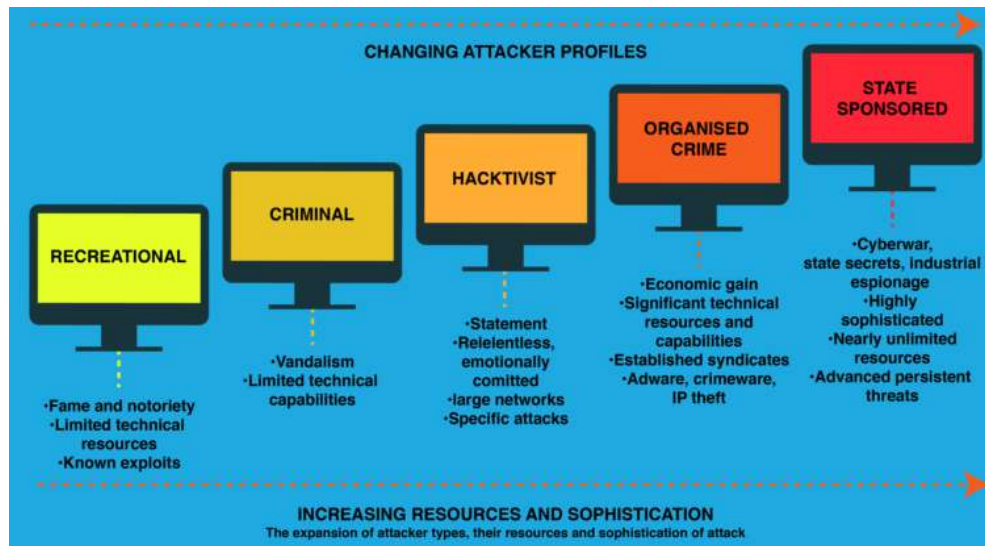 CHANGING ATTACKER PROFILES
RECREATIONAL
•Fame and notoriety
•Limited technical
resources
•Known exploits
CRIMINAL
•Vandalism
•Limited technical
capabilities
HACKTIVIST
•Statement
•Relelentless,
emotionally
comitted
•large networks
•Specific attacks
ORGANISED
CRIME
•Economic gain
•Significant technical
resources and
capabilities
•Established syndicates
•Adware, crimeware,
IP theft
STATE
SPONSORED
•Cyberwar,
state secrets, industrial
espionage
•Highly
sophisticated
•Nearly unlimited
resources
•Advanced persistent
threats
INCREASING RESOURCES AND SOPHISTICATION
The expansion of attacker types, their resources and sophistication of attack